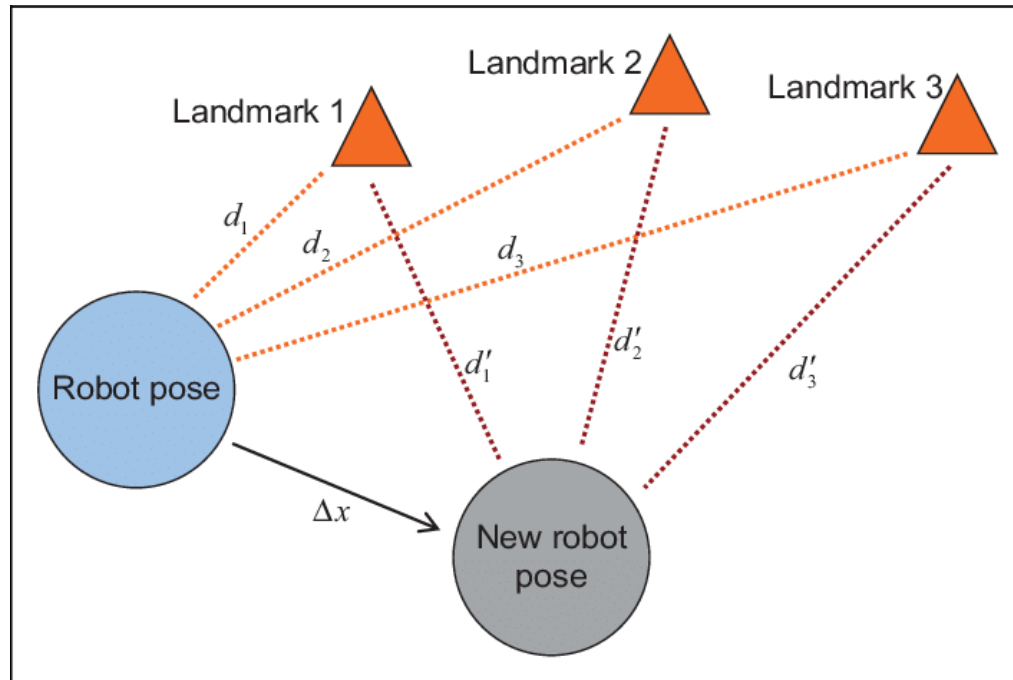 Landmark 1
Landmark 2
Landmark 3
d₁
d₂
d₃
Robot pose
d′₁
d′₂
d′₃
Δx
New robot
pose